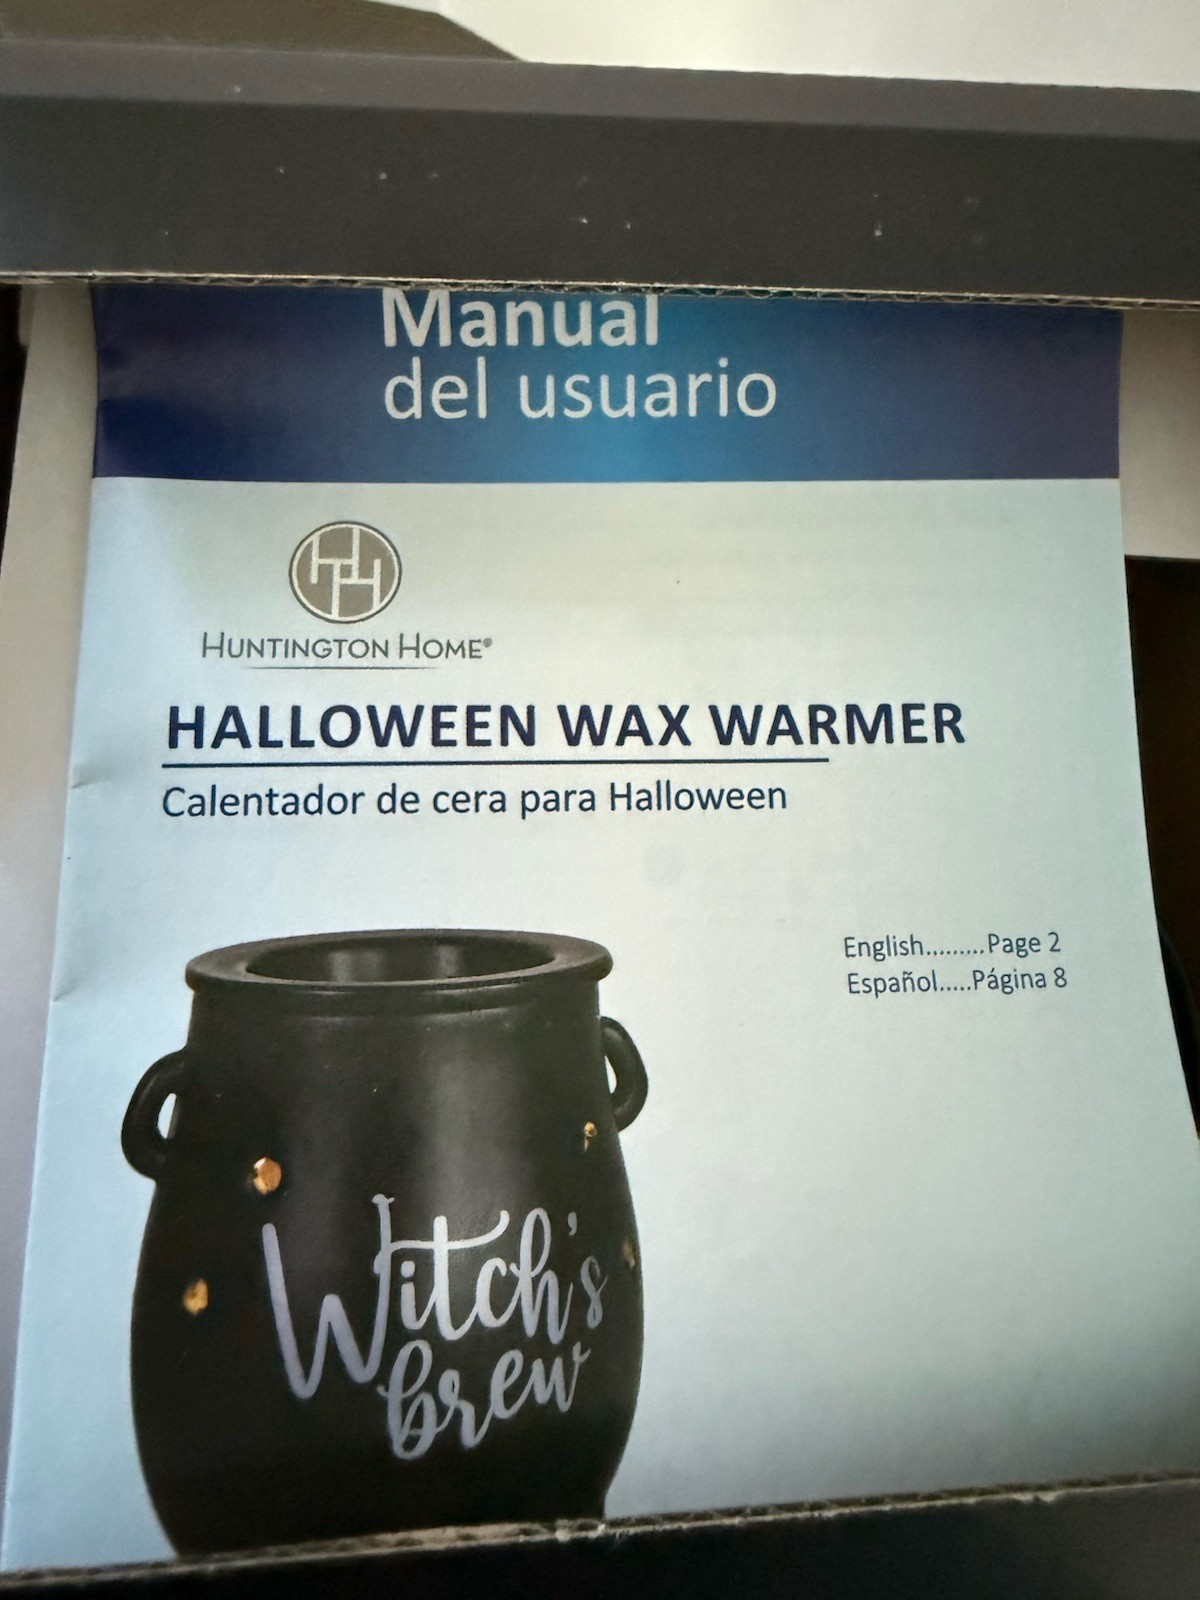 Manual
del usuario
HUNTINGTON HOME®
HALLOWEEN WAX WARMER
Calentador de cera para Halloween
English.........Page 2
Español.....Página 8
Witch's
brew